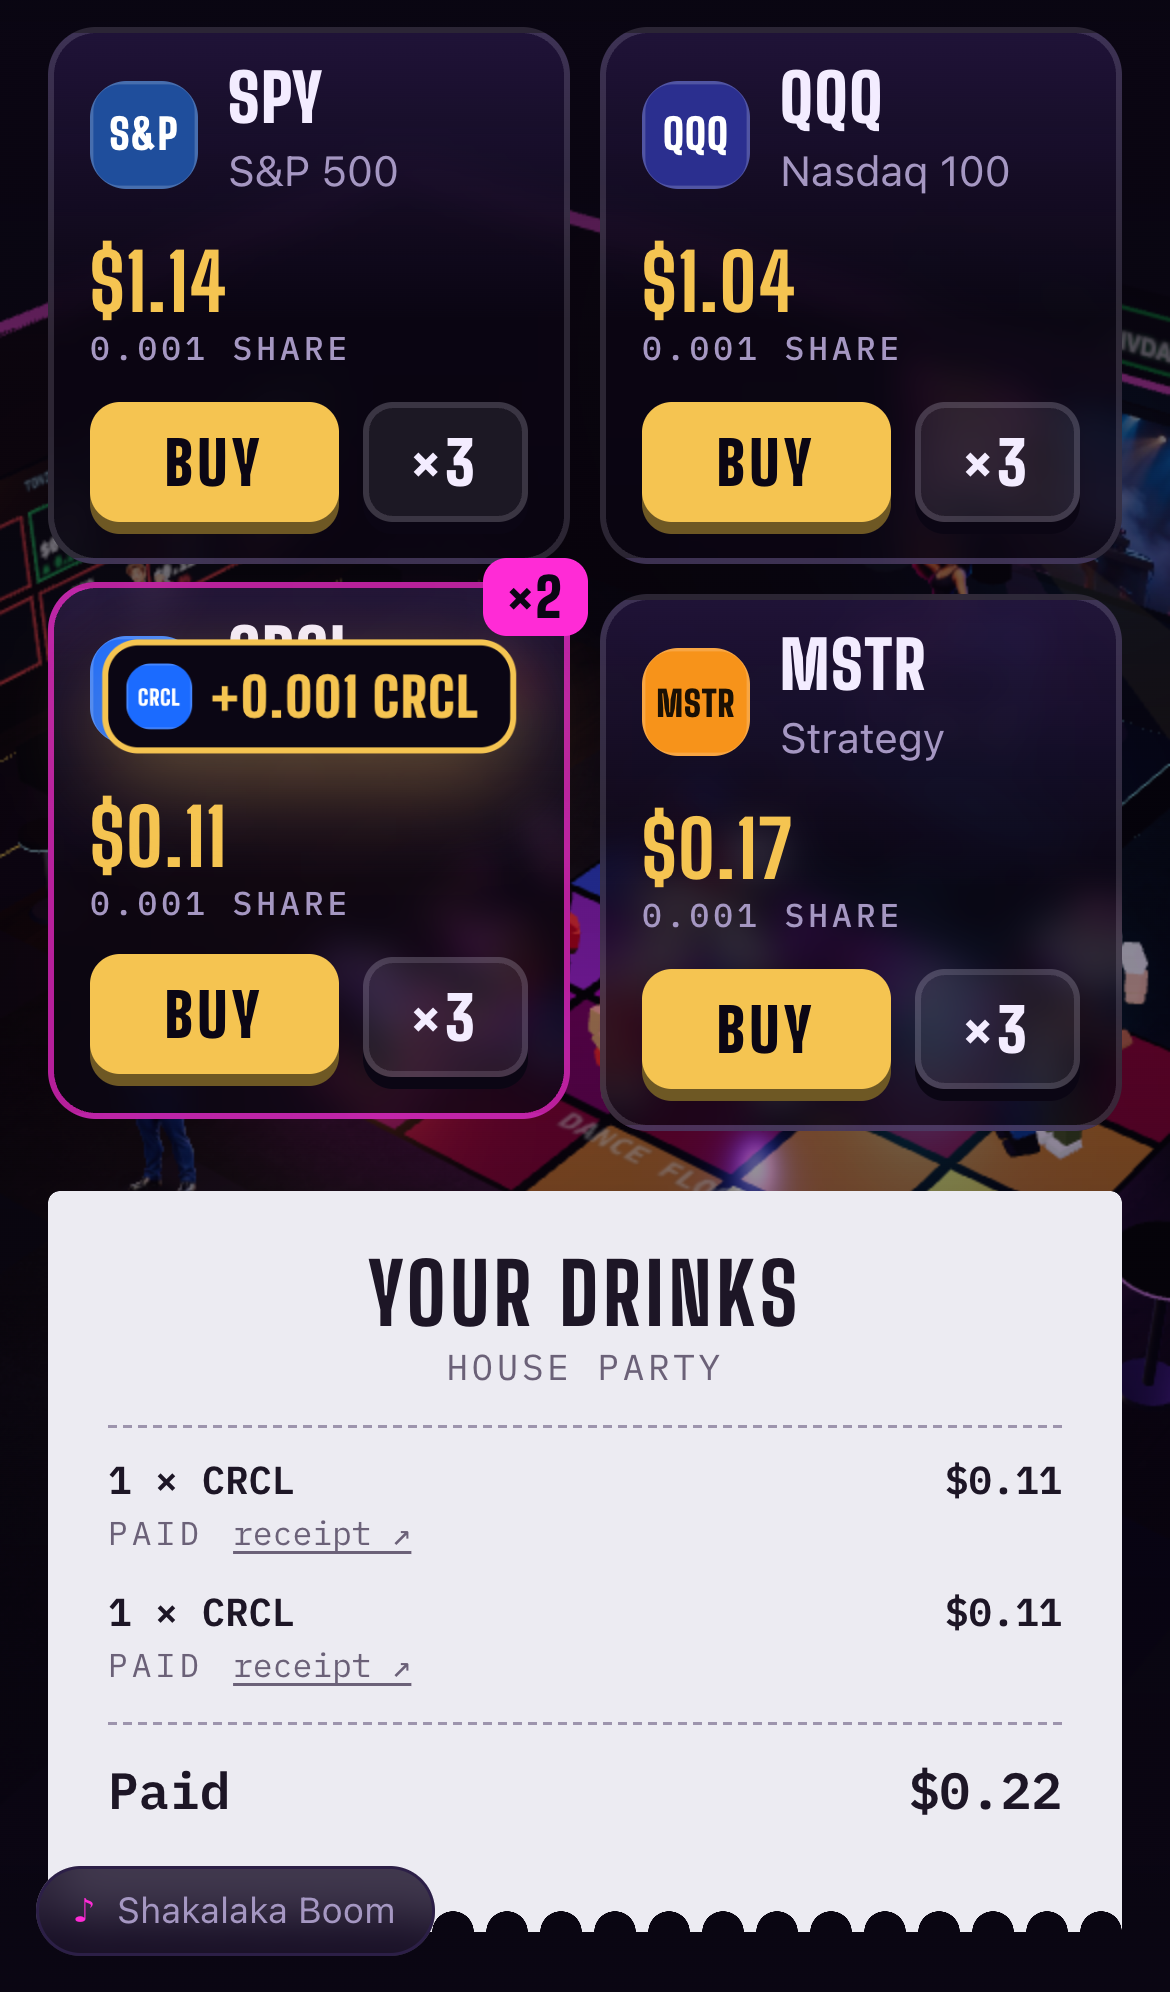 S&P
SPY
S&P 500
$1.14
0.001 SHARE
BUY
×3
QQQ
QQQ
Nasdaq 100
$1.04
0.001 SHARE
BUY
×3
×2
CRCL
CRCL
+0.001 CRCL
$0.11
0.001 SHARE
BUY
×3
MSTR
MSTR
Strategy
$0.17
0.001 SHARE
BUY
×3
DANCE FLO
YOUR DRINKS
HOUSE PARTY
1 × CRCL $0.11
PAID receipt ↗
1 × CRCL $0.11
PAID receipt ↗
Paid $0.22
♪ Shakalaka Boom